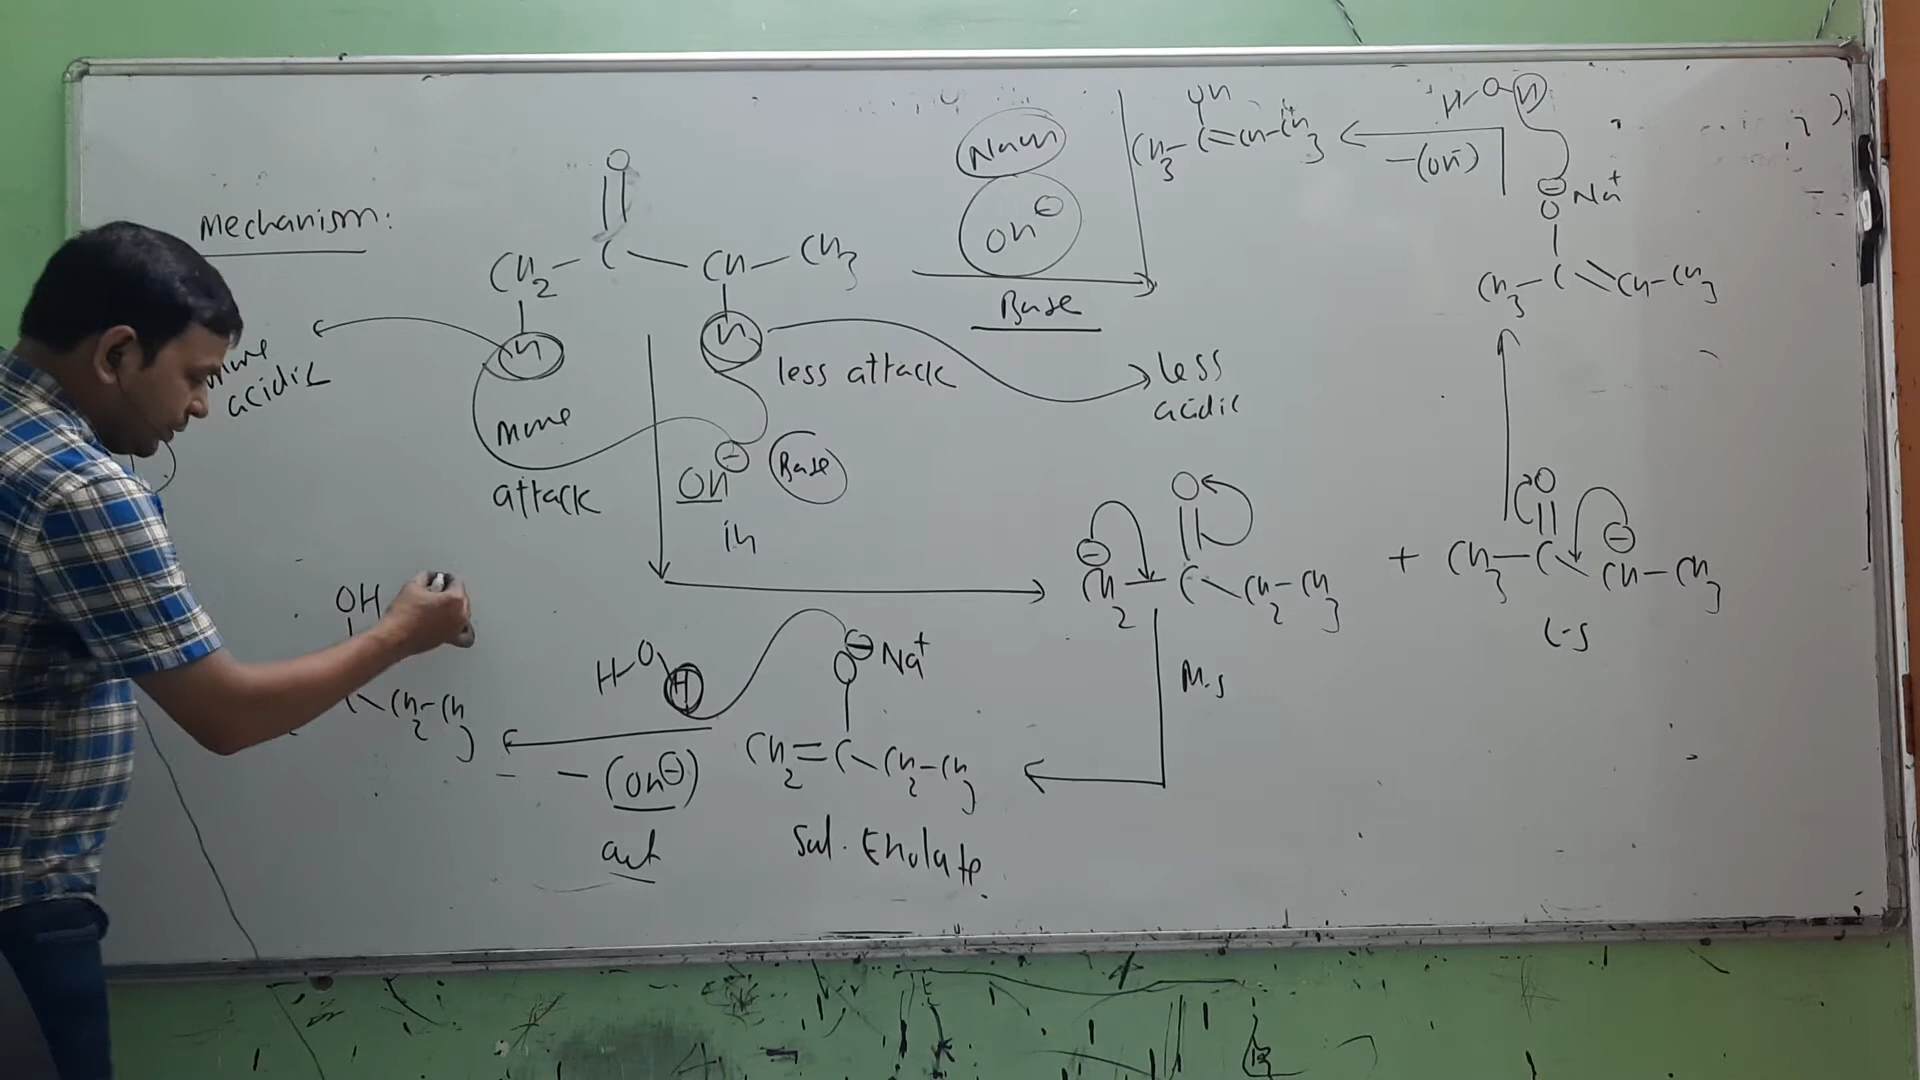 Mechanism:
O
||
CH2 – C – CH – CH3
H
H
more acidic
more attack
less attack
less acidic
OH⊖
Base
in
NaOH
OH⊖
Base
OH
CH3 – C = CH – CH3
H–O–H
–(OH⁻)
⊖
O Na+
CH3 – C = CH – CH3
O
⊖
CH2 – C – CH2 – CH3
+
O
⊖
CH3 – C – CH – CH3
L-S
M.S
⊖
O Na+
CH2 = C – CH2 – CH3
Sal. Enolate
H–O–H
– (OH⊖)
OH
C – CH2 – CH3